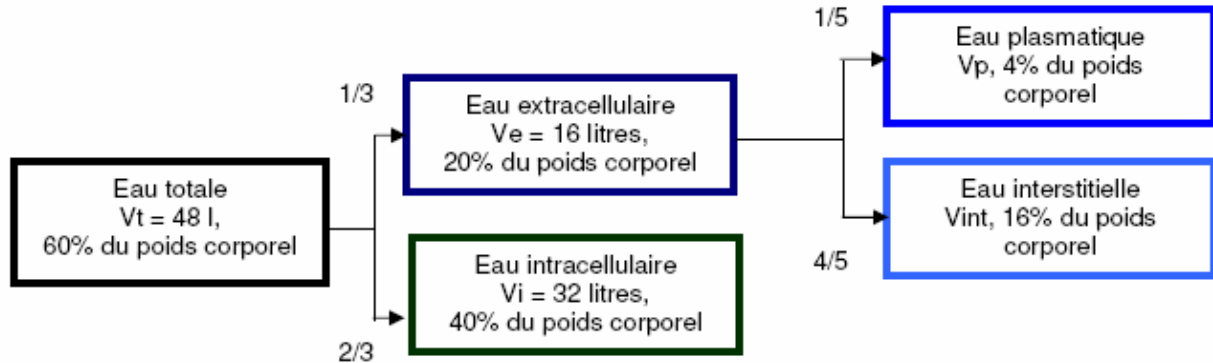 Eau totale
Vt = 48 l,
60% du poids corporel
1/3
2/3
Eau extracellulaire
Ve = 16 litres,
20% du poids corporel
Eau intracellulaire
Vi = 32 litres,
40% du poids corporel
1/5
4/5
Eau plasmatique
Vp, 4% du poids
corporel
Eau interstitielle
Vint, 16% du poids
corporel